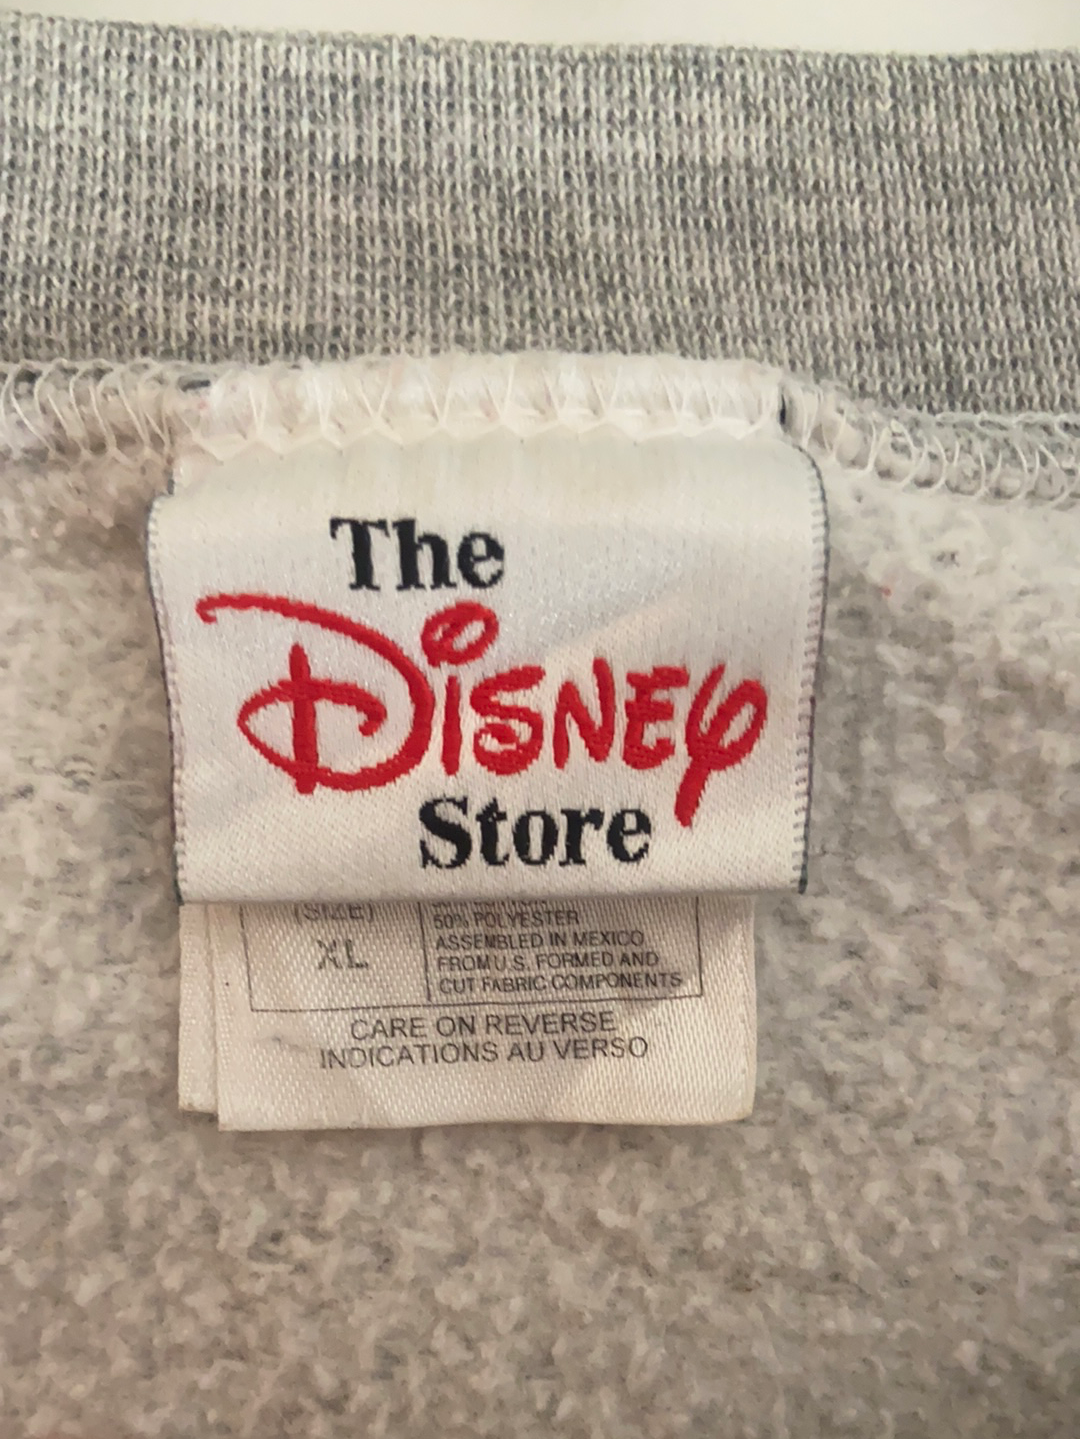 The
Disney
Store
(SIZE)
XL
50% POLYESTER
ASSEMBLED IN MEXICO
FROM U.S. FORMED AND
CUT FABRIC COMPONENTS
CARE ON REVERSE
INDICATIONS AU VERSO